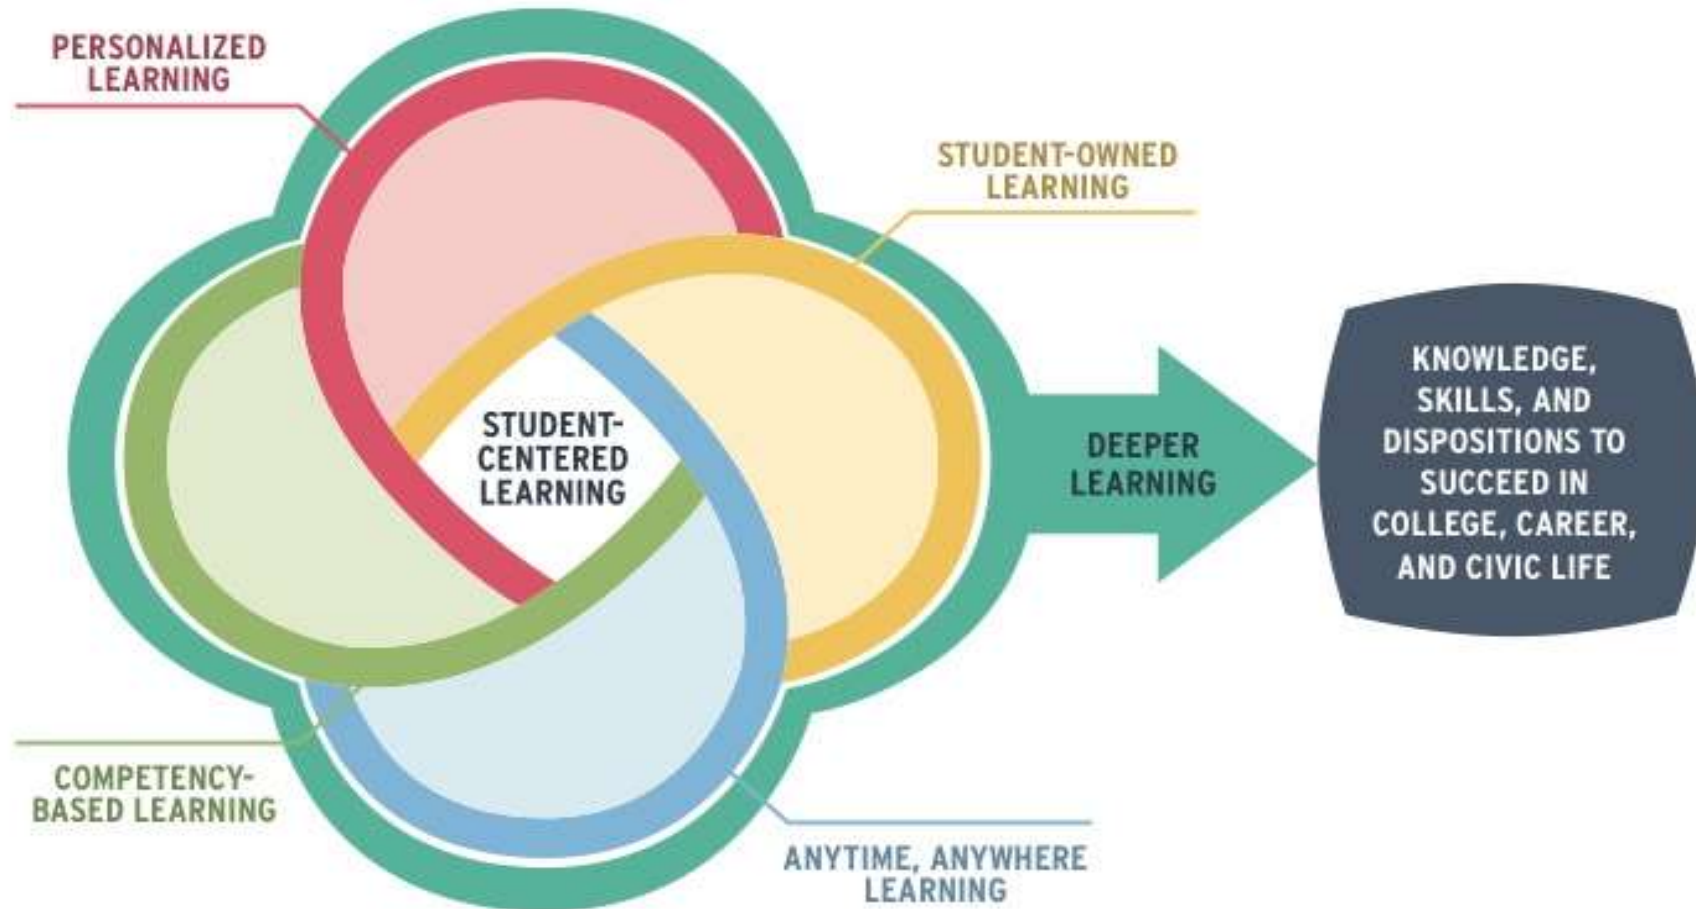 PERSONALIZED
LEARNING
STUDENT-OWNED
LEARNING
STUDENT-
CENTERED
LEARNING
DEEPER
LEARNING
KNOWLEDGE,
SKILLS, AND
DISPOSITIONS TO
SUCCEED IN
COLLEGE, CAREER,
AND CIVIC LIFE
COMPETENCY-
BASED LEARNING
ANYTIME, ANYWHERE
LEARNING